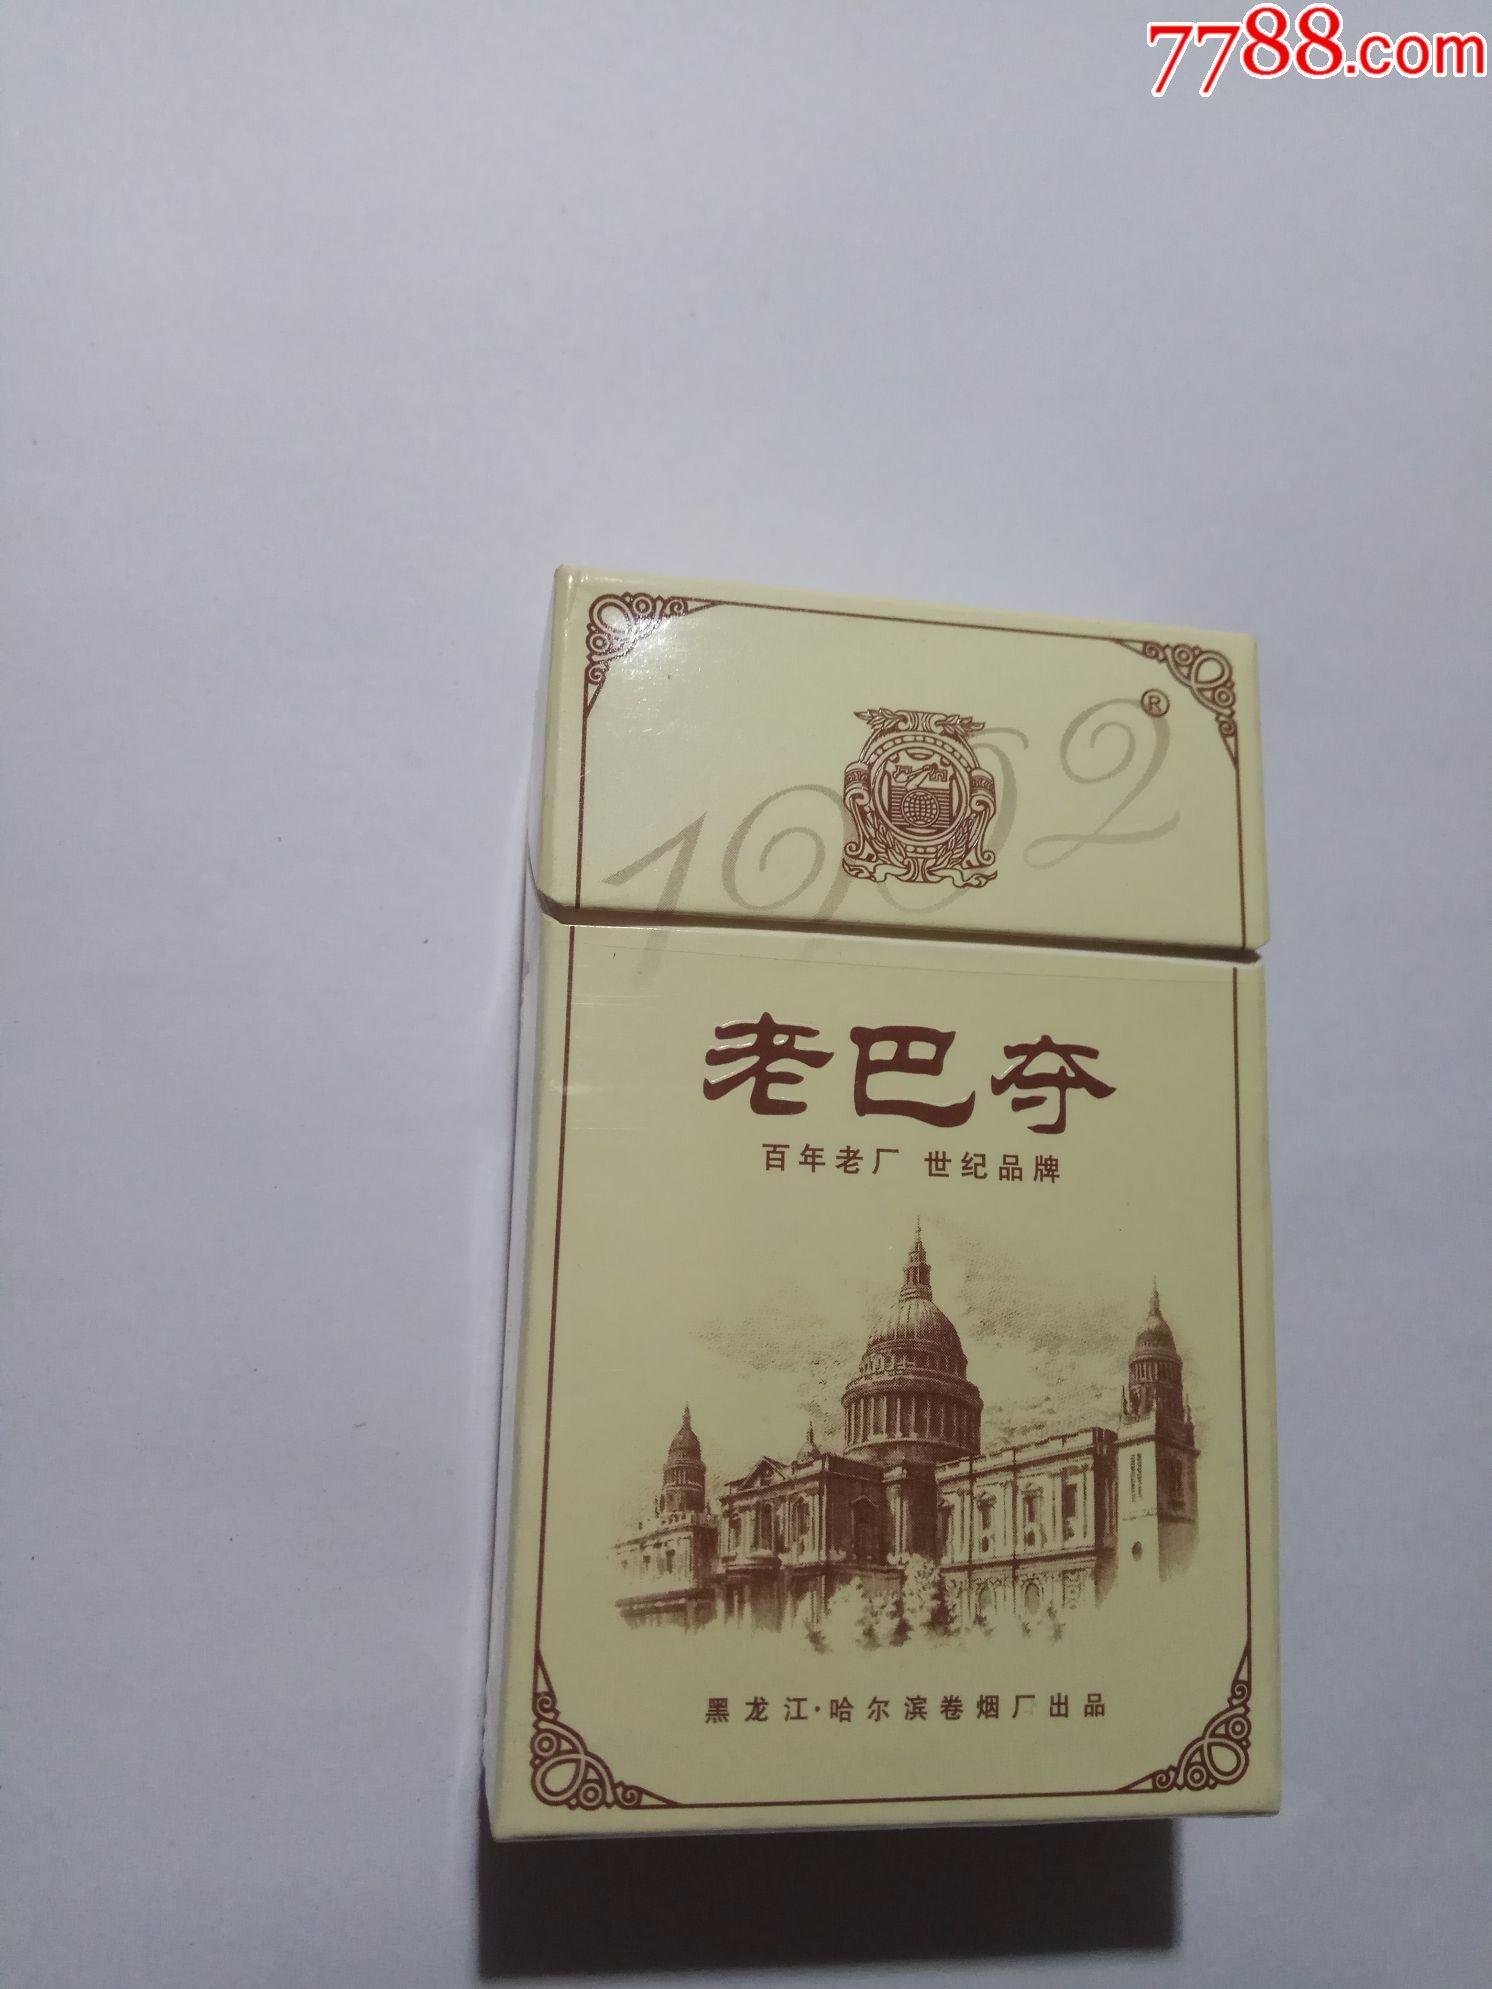 7788.com
1902
®
老巴夺
百年老厂 世纪品牌
黑龙江·哈尔滨卷烟厂出品